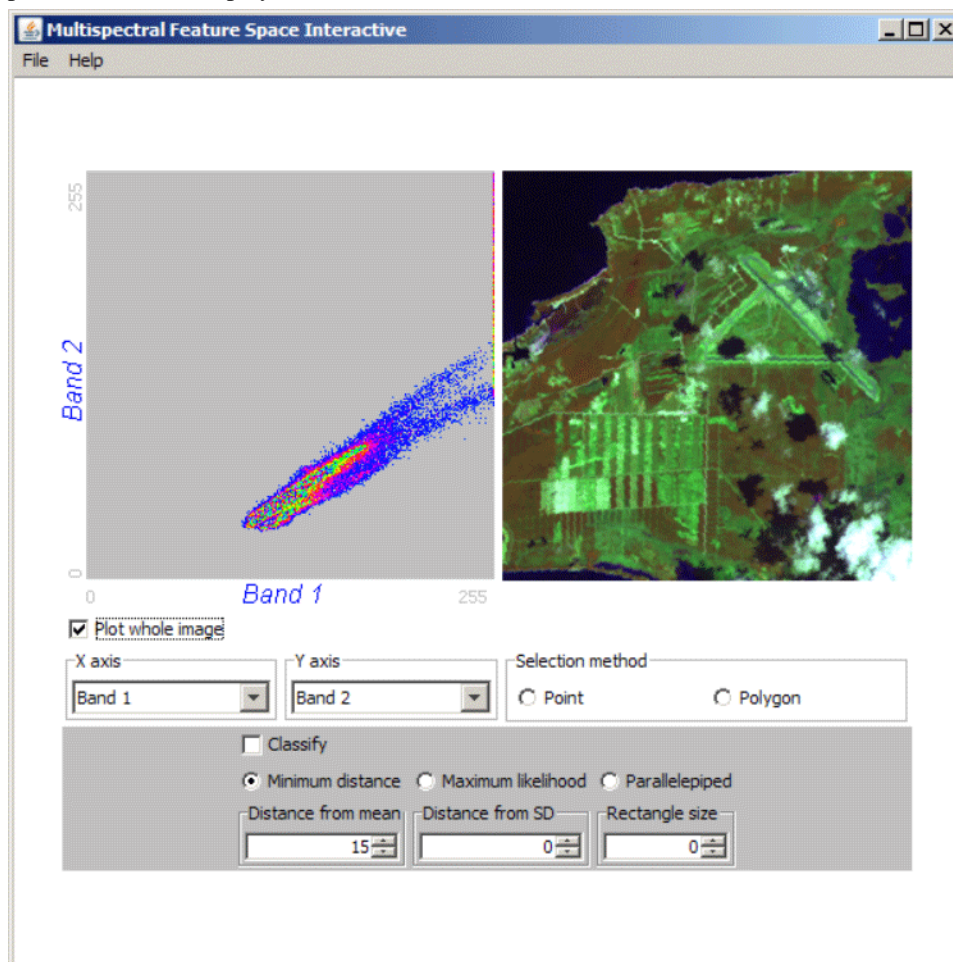 Multispectral Feature Space Interactive
File Help
255
Band 2
0
0 Band 1 255
Plot whole image
X axis Y axis Selection method
Band 1 Band 2 Point Polygon
Classify
Minimum distance Maximum likelihood Parallelepiped
Distance from mean Distance from SD Rectangle size
15 0 0